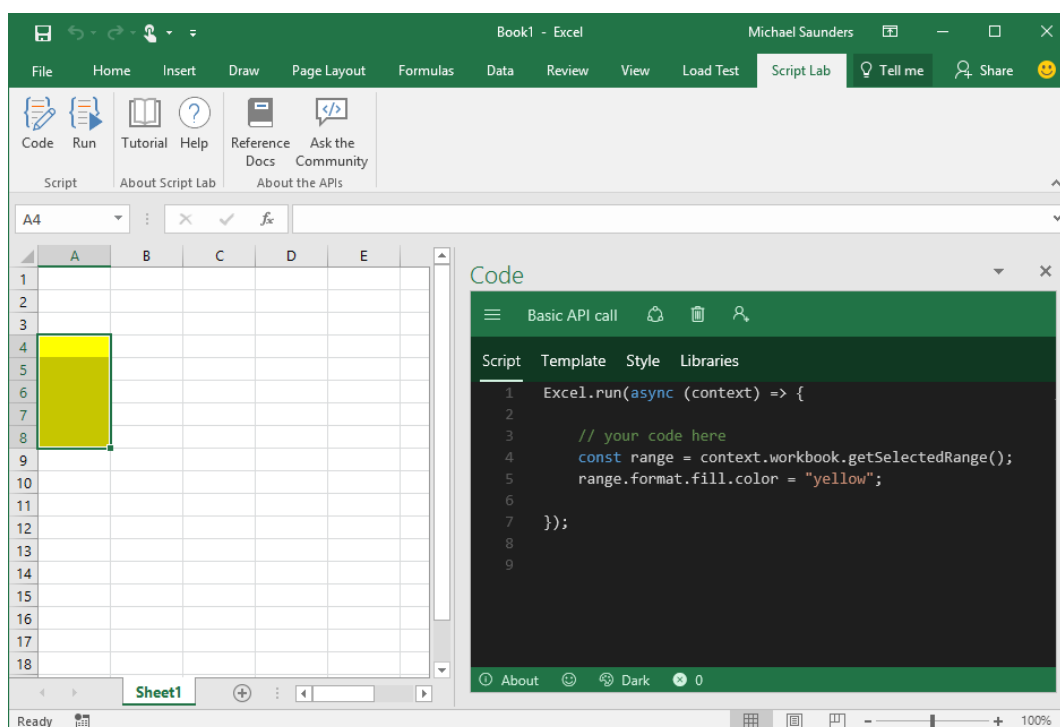 Book1 - Excel Michael Saunders
File Home Insert Draw Page Layout Formulas Data Review View Load Test Script Lab Tell me Share
Code Run Tutorial Help Reference Docs Ask the Community
Script About Script Lab About the APIs
A4 fx
A B C D E
1
2
3
4
5
6
7
8
9
10
11
12
13
14
15
16
17
18
Code
Basic API call
Script Template Style Libraries
1 Excel.run(async (context) => {
2
3 // your code here
4 const range = context.workbook.getSelectedRange();
5 range.format.fill.color = "yellow";
6
7 });
8
9
About Dark 0
Sheet1
Ready 100%